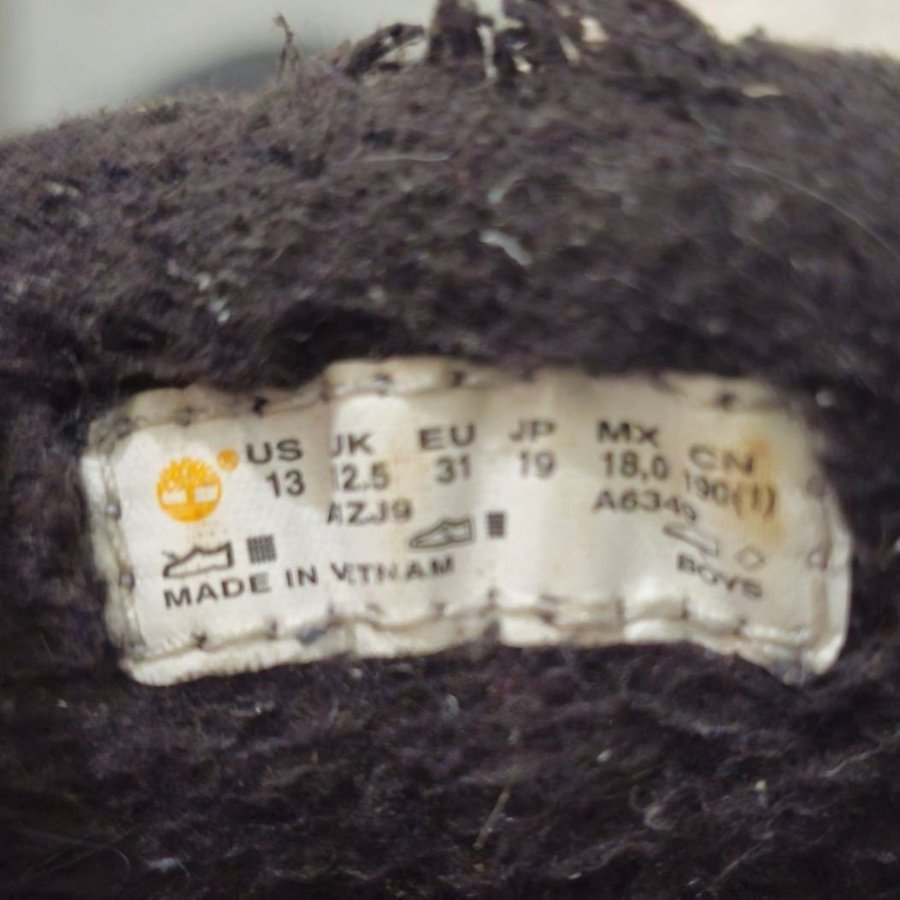 ® US UK EU JP MX CN
13 12.5 31 19 18,0 190(1)
AZJ9
MADE IN VIETNAM BOYS